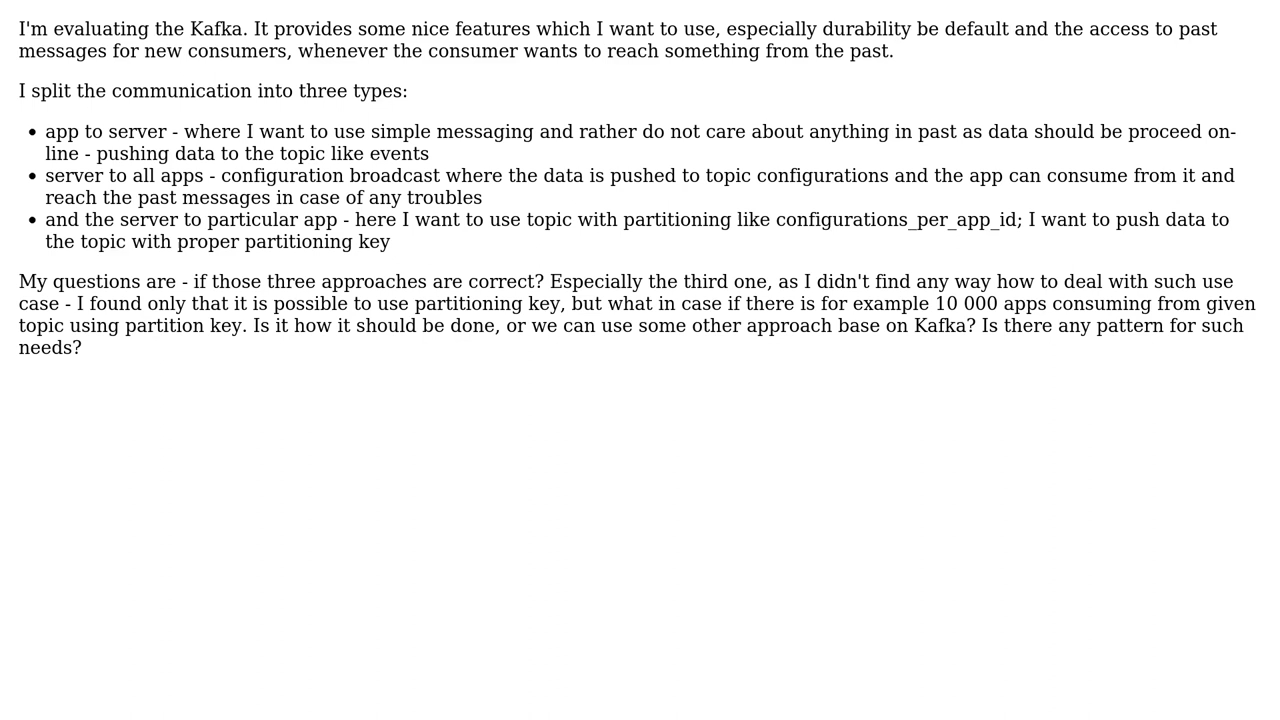 I'm evaluating the Kafka. It provides some nice features which I want to use, especially durability be default and the access to past
messages for new consumers, whenever the consumer wants to reach something from the past.
I split the communication into three types:
• app to server - where I want to use simple messaging and rather do not care about anything in past as data should be proceed on-
line - pushing data to the topic like events
• server to all apps - configuration broadcast where the data is pushed to topic configurations and the app can consume from it and
reach the past messages in case of any troubles
• and the server to particular app - here I want to use topic with partitioning like configurations_per_app_id; I want to push data to
the topic with proper partitioning key
My questions are - if those three approaches are correct? Especially the third one, as I didn't find any way how to deal with such use
case - I found only that it is possible to use partitioning key, but what in case if there is for example 10 000 apps consuming from given
topic using partition key. Is it how it should be done, or we can use some other approach base on Kafka? Is there any pattern for such
needs?